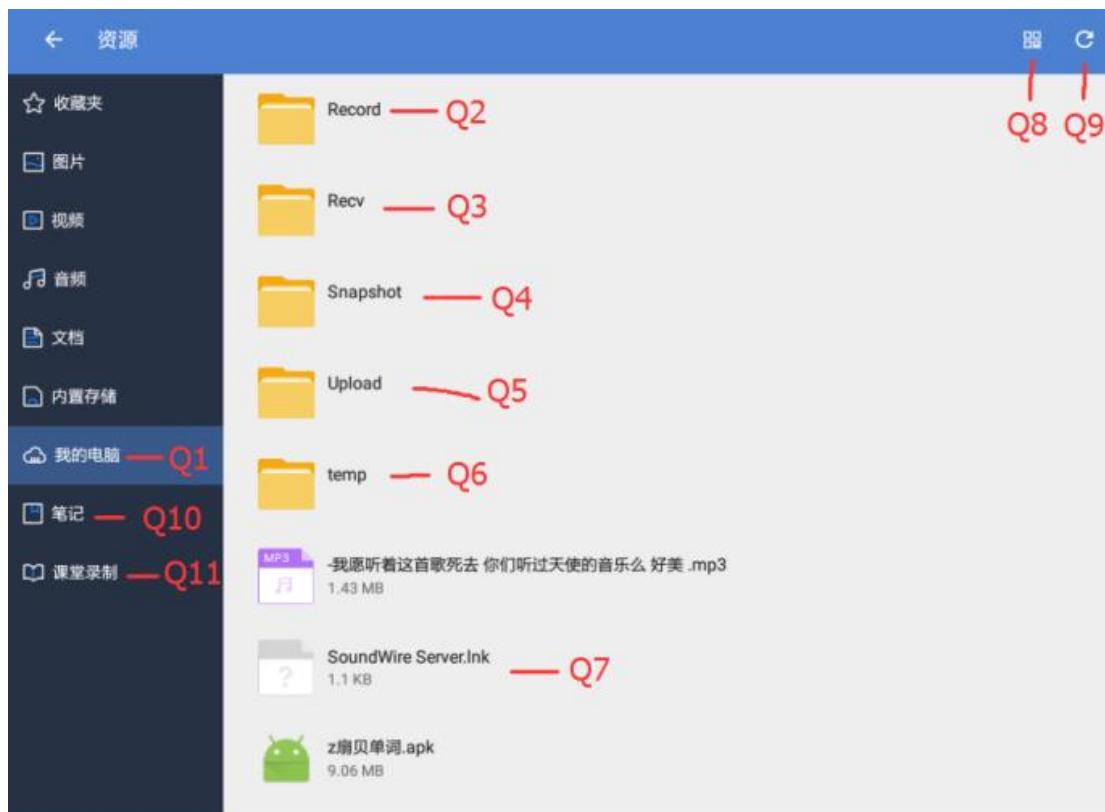 资源
Q8
Q9
收藏夹
图片
视频
音频
文档
内置存储
我的电脑
Q1
笔记
Q10
课堂录制
Q11
Record
Q2
Recv
Q3
Snapshot
Q4
Upload
Q5
temp
Q6
MP3
-我愿听着这首歌死去 你们听过天使的音乐么 好美 .mp3
1.43 MB
?
SoundWire Server.lnk
1.1 KB
Q7
z扇贝单词.apk
9.06 MB